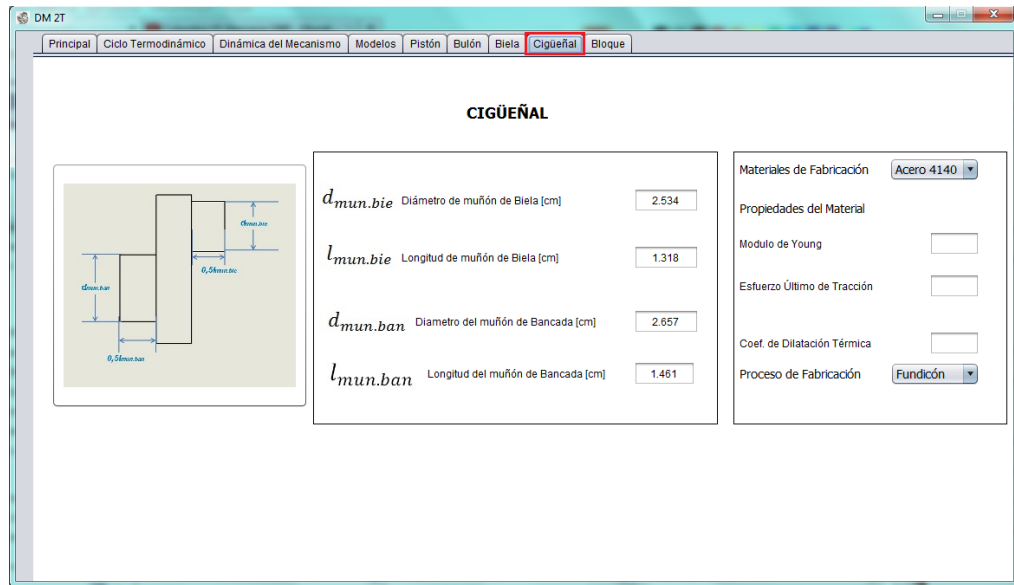 DM 2T
Principal Ciclo Termodinámico Dinámica del Mecanismo Modelos Pistón Bulón Biela Cigüeñal Bloque
CIGÜEÑAL
dmun.bie
0,5lmun.bie
dmun.ban
0,5lmun.ban
dmun.bie Diámetro de muñón de Biela [cm] 2.534
lmun.bie Longitud de muñón de Biela [cm] 1.318
dmun.ban Diametro del muñón de Bancada [cm] 2.657
lmun.ban Longitud del muñón de Bancada [cm] 1.461
Materiales de Fabricación Acero 4140
Propiedades del Material
Modulo de Young
Esfuerzo Último de Tracción
Coef. de Dilatación Térmica
Proceso de Fabricación Fundicón